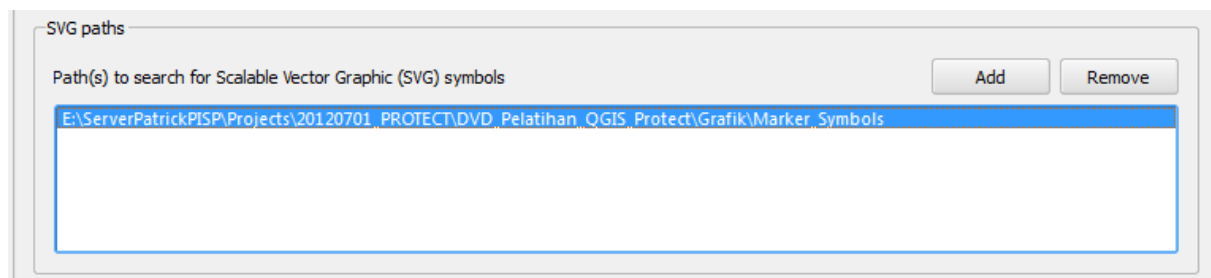 SVG paths
Path(s) to search for Scalable Vector Graphic (SVG) symbols Add Remove
E:\ServerPatrickPISP\Projects\20120701_PROTECT\DVD_Pelatihan_QGIS_Protect\Grafik\Marker_Symbols